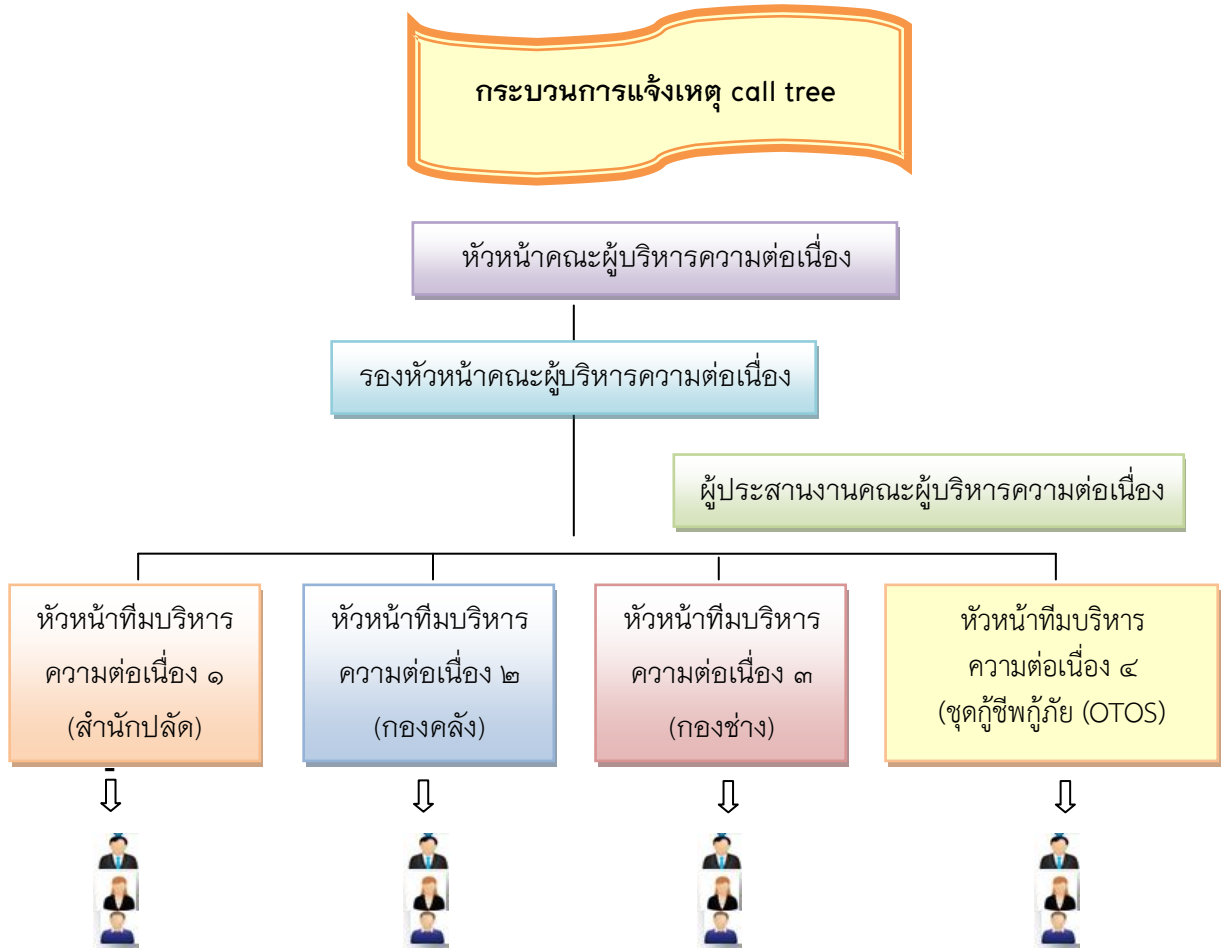 กระบวนการแจ้งเหตุ call tree
หัวหน้าคณะผู้บริหารความต่อเนื่อง
รองหัวหน้าคณะผู้บริหารความต่อเนื่อง
ผู้ประสานงานคณะผู้บริหารความต่อเนื่อง
หัวหน้าทีมบริหาร
ความต่อเนื่อง ๑
(สำนักปลัด)
หัวหน้าทีมบริหาร
ความต่อเนื่อง ๒
(กองคลัง)
หัวหน้าทีมบริหาร
ความต่อเนื่อง ๓
(กองช่าง)
หัวหน้าทีมบริหาร
ความต่อเนื่อง ๔
(ชุดกู้ชีพกู้ภัย (OTOS)